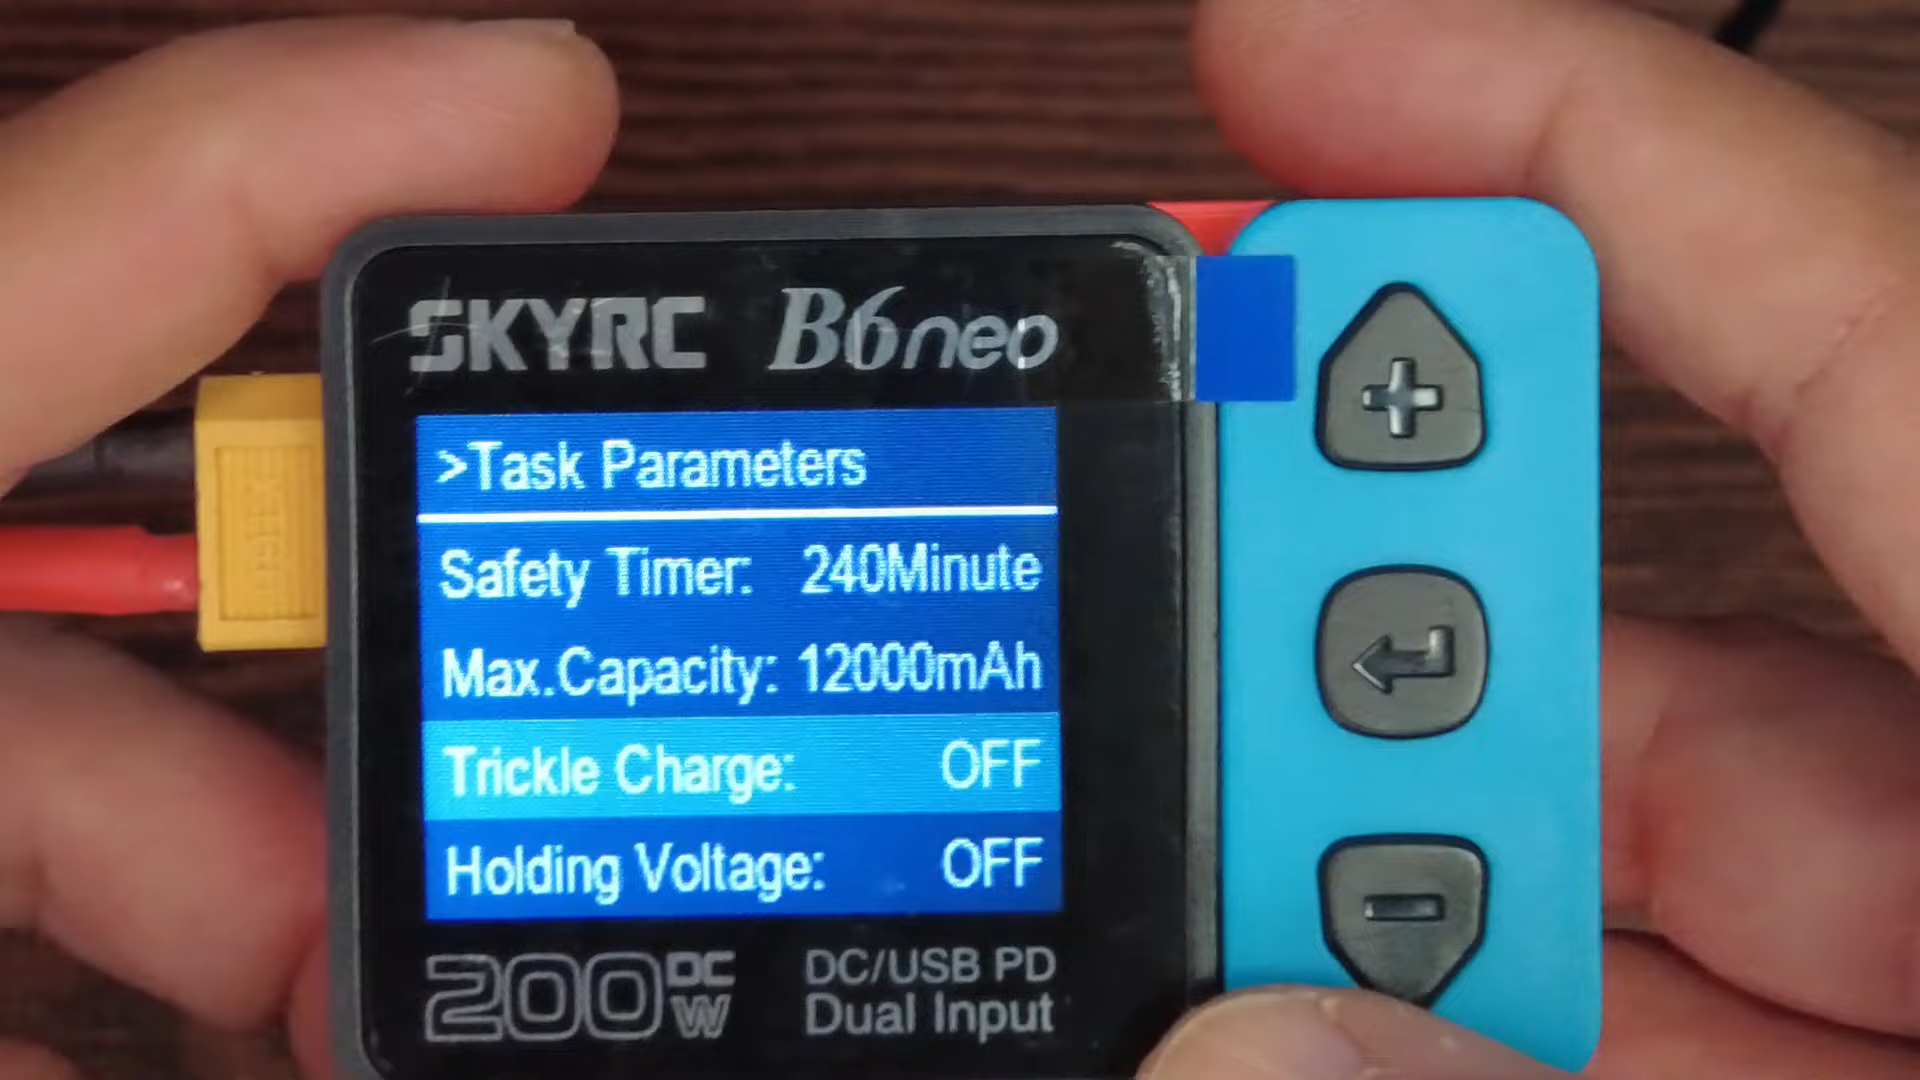 SKYRC B6neo
>Task Parameters
Safety Timer: 240Minute
Max.Capacity: 12000mAh
Trickle Charge: OFF
Holding Voltage: OFF
200 DC W
DC/USB PD
Dual Input
XT60